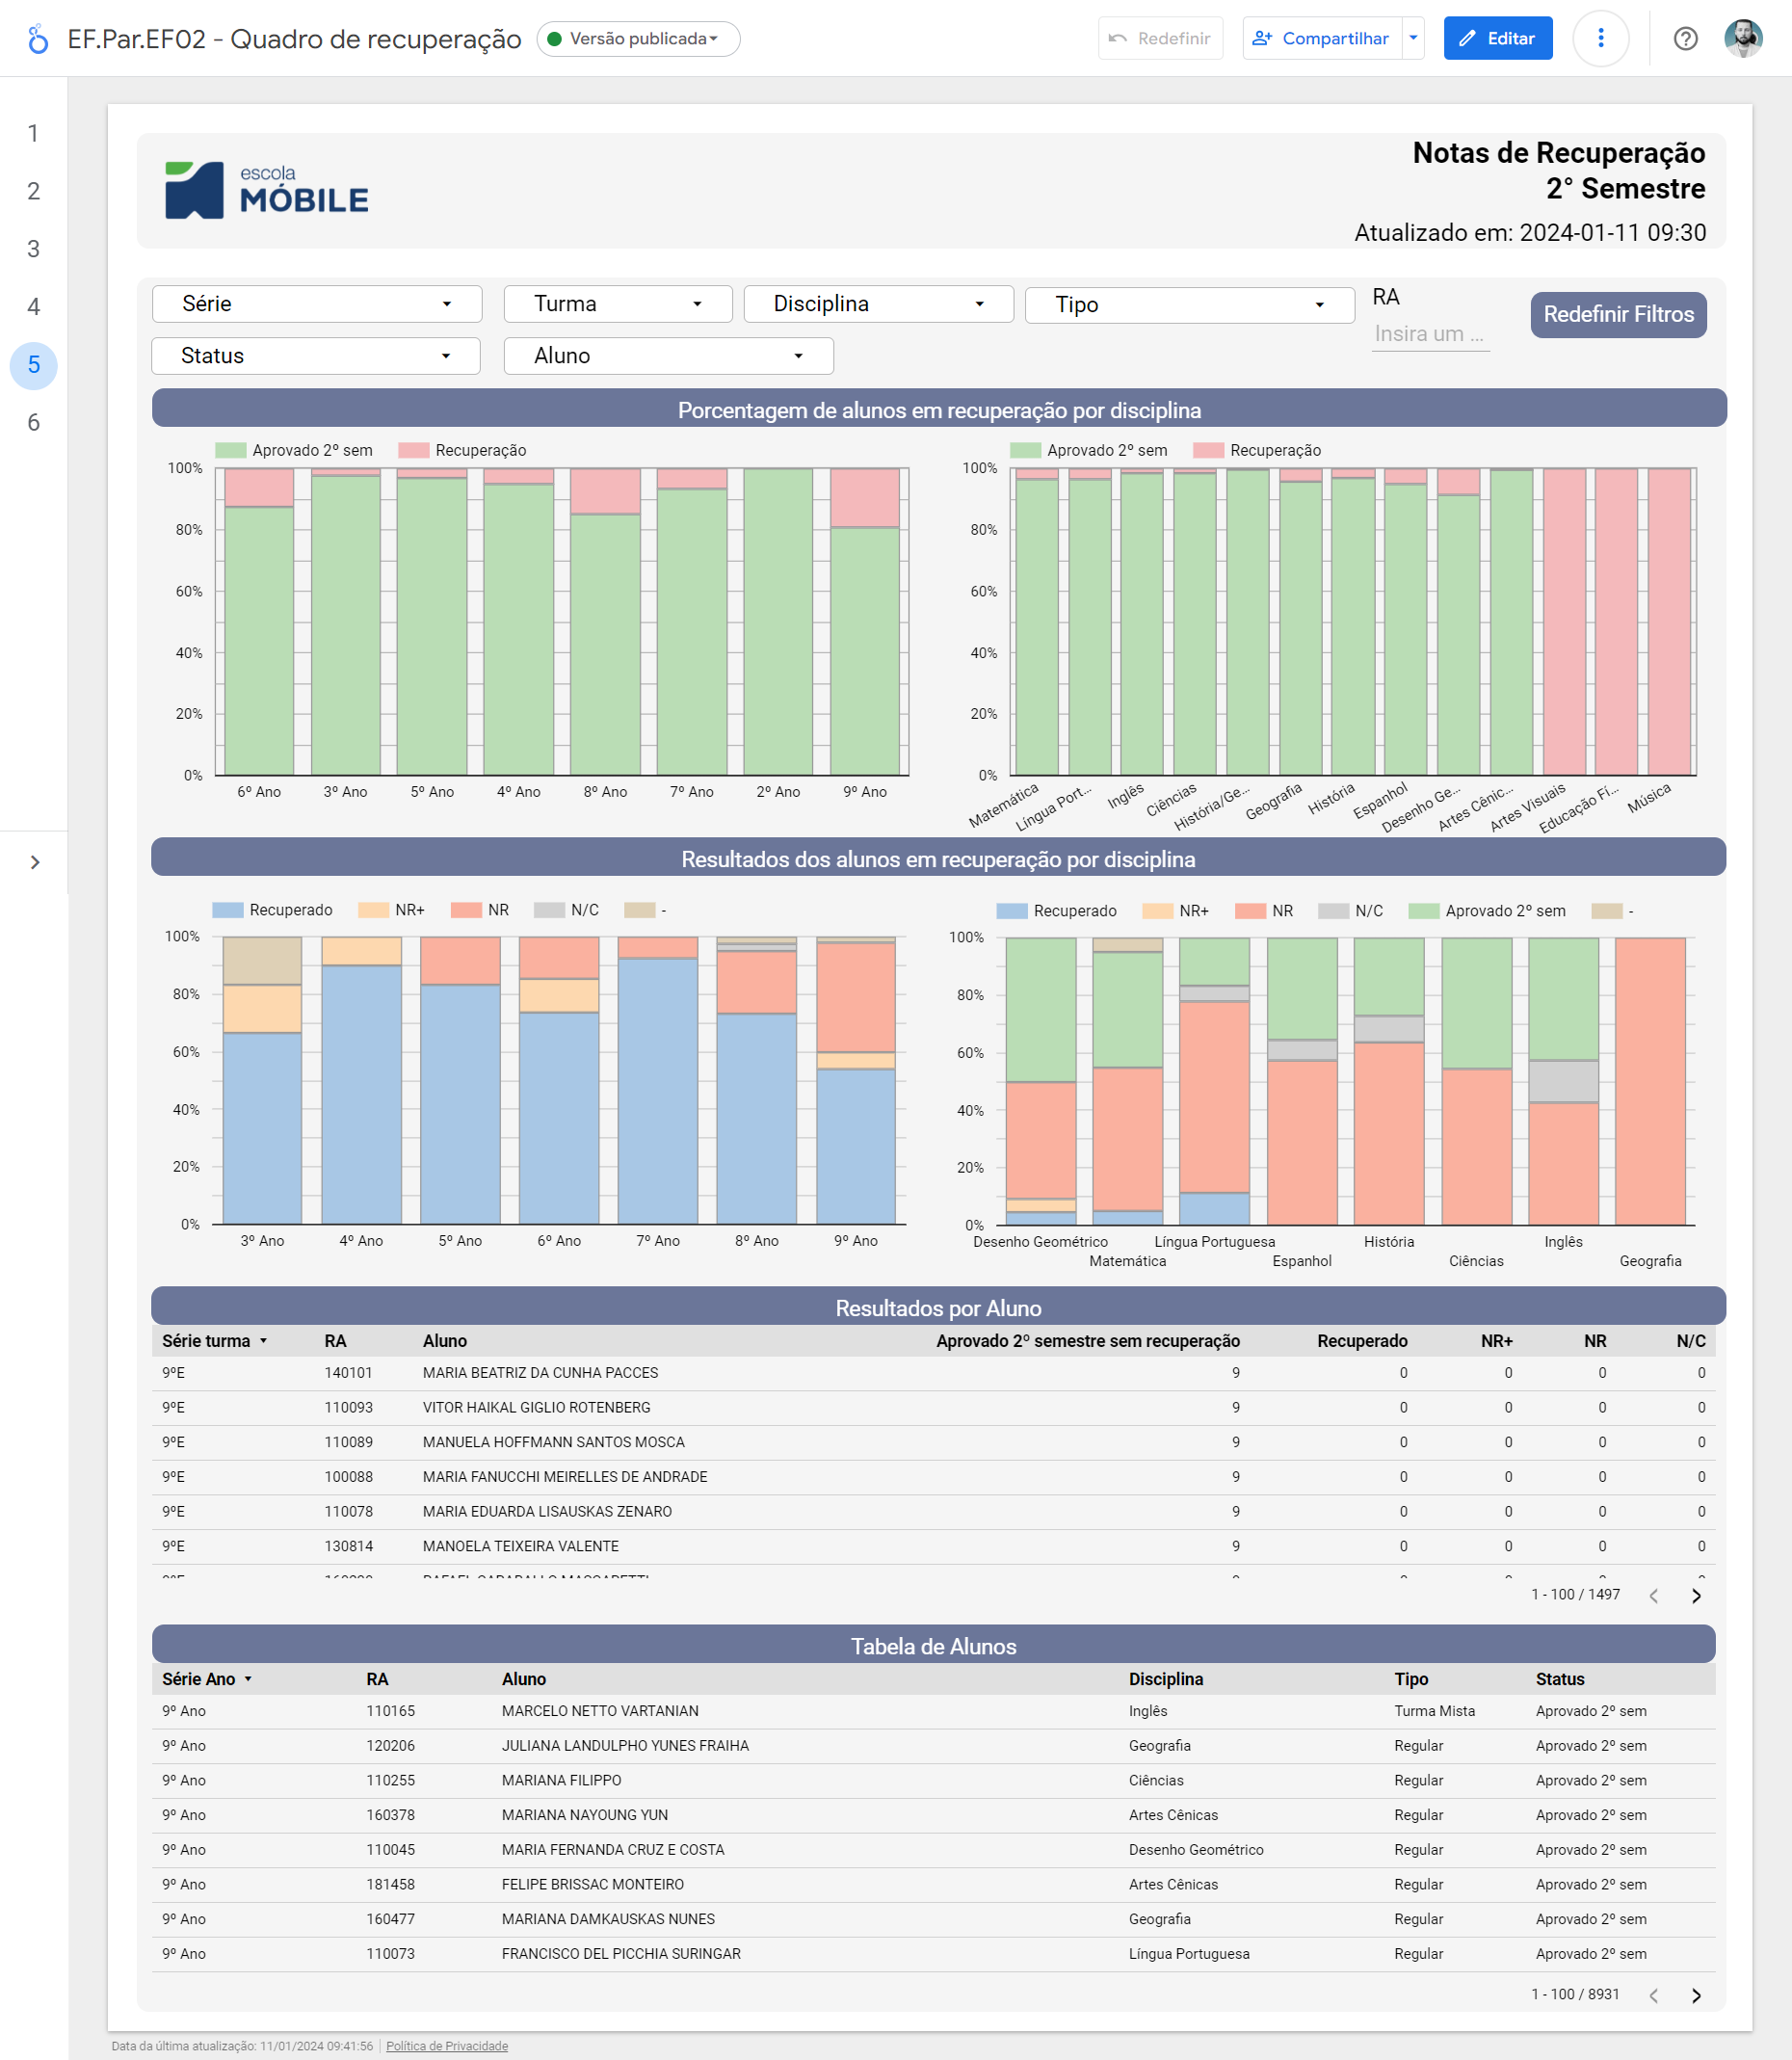 EF.Par.EF02 - Quadro de recuperação
Versão publicada
Redefinir
Compartilhar
Editar
1
2
3
4
5
6
escola
MÓBILE
Notas de Recuperação
2° Semestre
Atualizado em: 2024-01-11 09:30
Série
Turma
Disciplina
Tipo
RA
Insira um ...
Redefinir Filtros
Status
Aluno
Porcentagem de alunos em recuperação por disciplina
Aprovado 2º sem Recuperação
100%
80%
60%
40%
20%
0%
6º Ano 3º Ano 5º Ano 4º Ano 8º Ano 7º Ano 2º Ano 9º Ano
Aprovado 2º sem Recuperação
100%
80%
60%
40%
20%
0%
Matemática
Língua Port...
Inglês
Ciências
História/Ge...
Geografia
História
Espanhol
Desenho Ge...
Artes Cênic...
Artes Visuais
Educação Fí...
Música
Resultados dos alunos em recuperação por disciplina
Recuperado NR+ NR N/C -
100%
80%
60%
40%
20%
0%
3º Ano 4º Ano 5º Ano 6º Ano 7º Ano 8º Ano 9º Ano
Recuperado NR+ NR N/C Aprovado 2º sem -
100%
80%
60%
40%
20%
0%
Desenho Geométrico
Matemática
Língua Portuguesa
Espanhol
História
Ciências
Inglês
Geografia
Resultados por Aluno
Série turma RA Aluno Aprovado 2º semestre sem recuperação Recuperado NR+ NR N/C
9ºE 140101 MARIA BEATRIZ DA CUNHA PACCES 9 0 0 0 0
9ºE 110093 VITOR HAIKAL GIGLIO ROTENBERG 9 0 0 0 0
9ºE 110089 MANUELA HOFFMANN SANTOS MOSCA 9 0 0 0 0
9ºE 100088 MARIA FANUCCHI MEIRELLES DE ANDRADE 9 0 0 0 0
9ºE 110078 MARIA EDUARDA LISAUSKAS ZENARO 9 0 0 0 0
9ºE 130814 MANOELA TEIXEIRA VALENTE 9 0 0 0 0
1 - 100 / 1497
Tabela de Alunos
Série Ano RA Aluno Disciplina Tipo Status
9º Ano 110165 MARCELO NETTO VARTANIAN Inglês Turma Mista Aprovado 2º sem
9º Ano 120206 JULIANA LANDULPHO YUNES FRAIHA Geografia Regular Aprovado 2º sem
9º Ano 110255 MARIANA FILIPPO Ciências Regular Aprovado 2º sem
9º Ano 160378 MARIANA NAYOUNG YUN Artes Cênicas Regular Aprovado 2º sem
9º Ano 110045 MARIA FERNANDA CRUZ E COSTA Desenho Geométrico Regular Aprovado 2º sem
9º Ano 181458 FELIPE BRISSAC MONTEIRO Artes Cênicas Regular Aprovado 2º sem
9º Ano 160477 MARIANA DAMKAUSKAS NUNES Geografia Regular Aprovado 2º sem
9º Ano 110073 FRANCISCO DEL PICCHIA SURINGAR Língua Portuguesa Regular Aprovado 2º sem
1 - 100 / 8931
Data da última atualização: 11/01/2024 09:41:56 Política de Privacidade